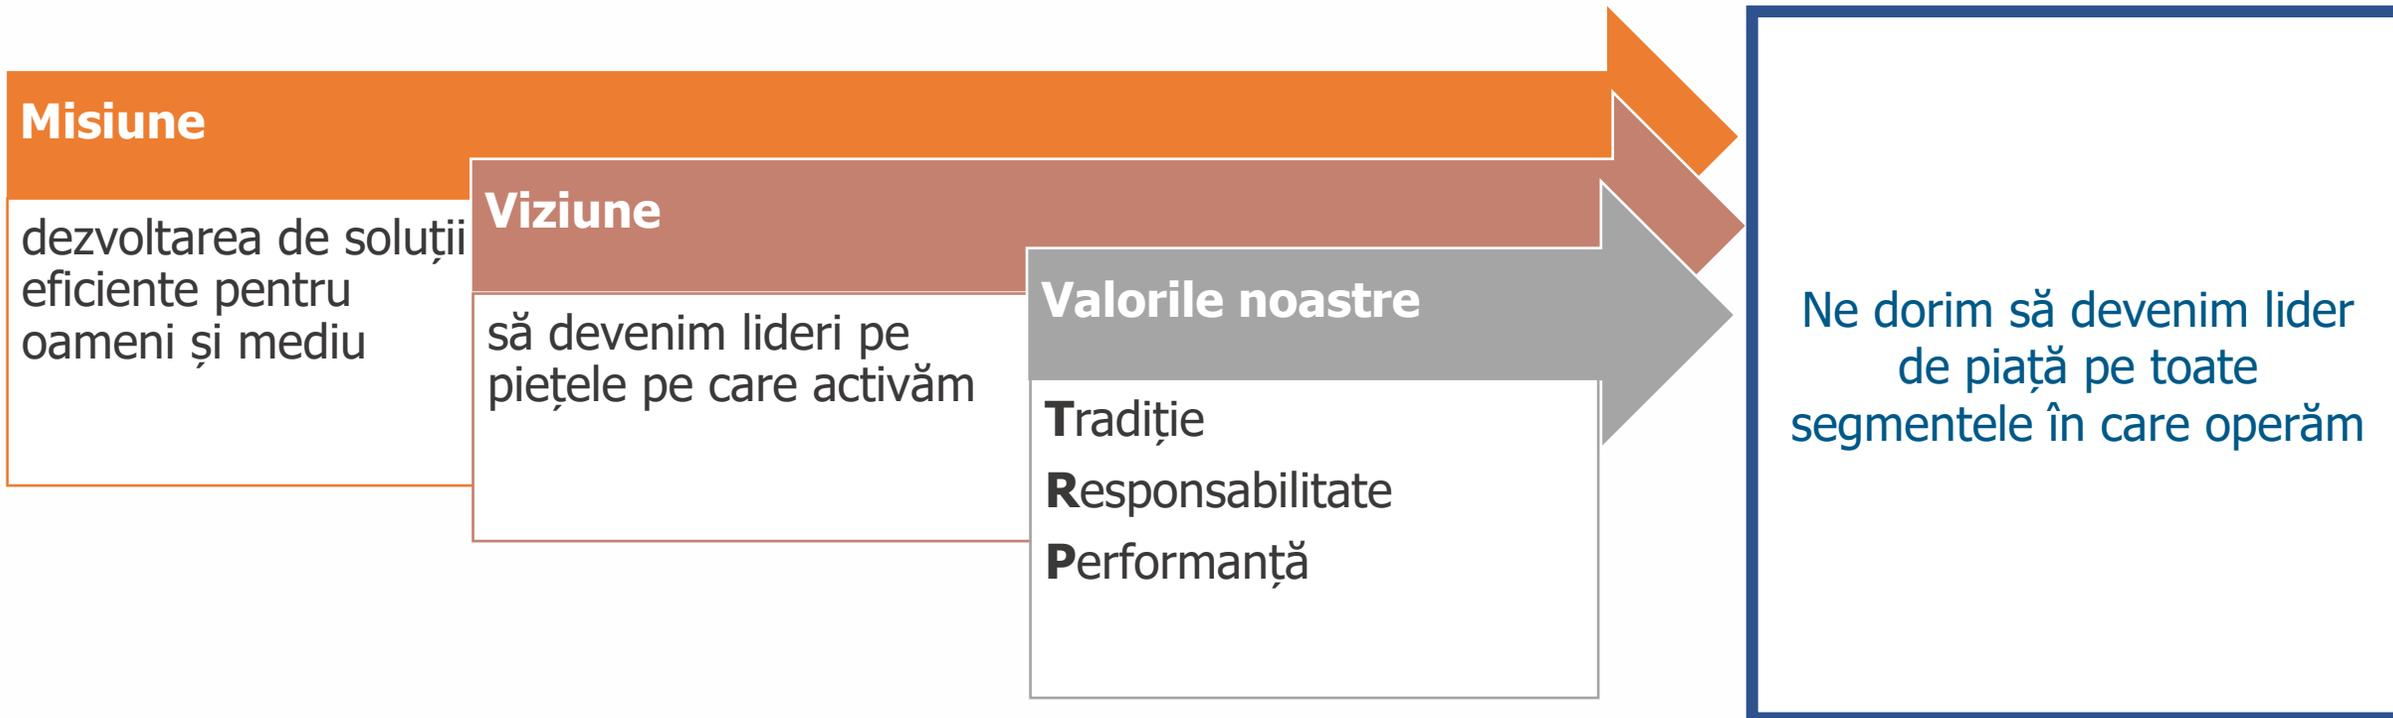 Misiune
dezvoltarea de soluții
eficiente pentru
oameni și mediu
Viziune
să devenim lideri pe
piețele pe care activăm
Valorile noastre
Tradiție
Responsabilitate
Performanță
Ne dorim să devenim lider
de piață pe toate
segmentele în care operăm